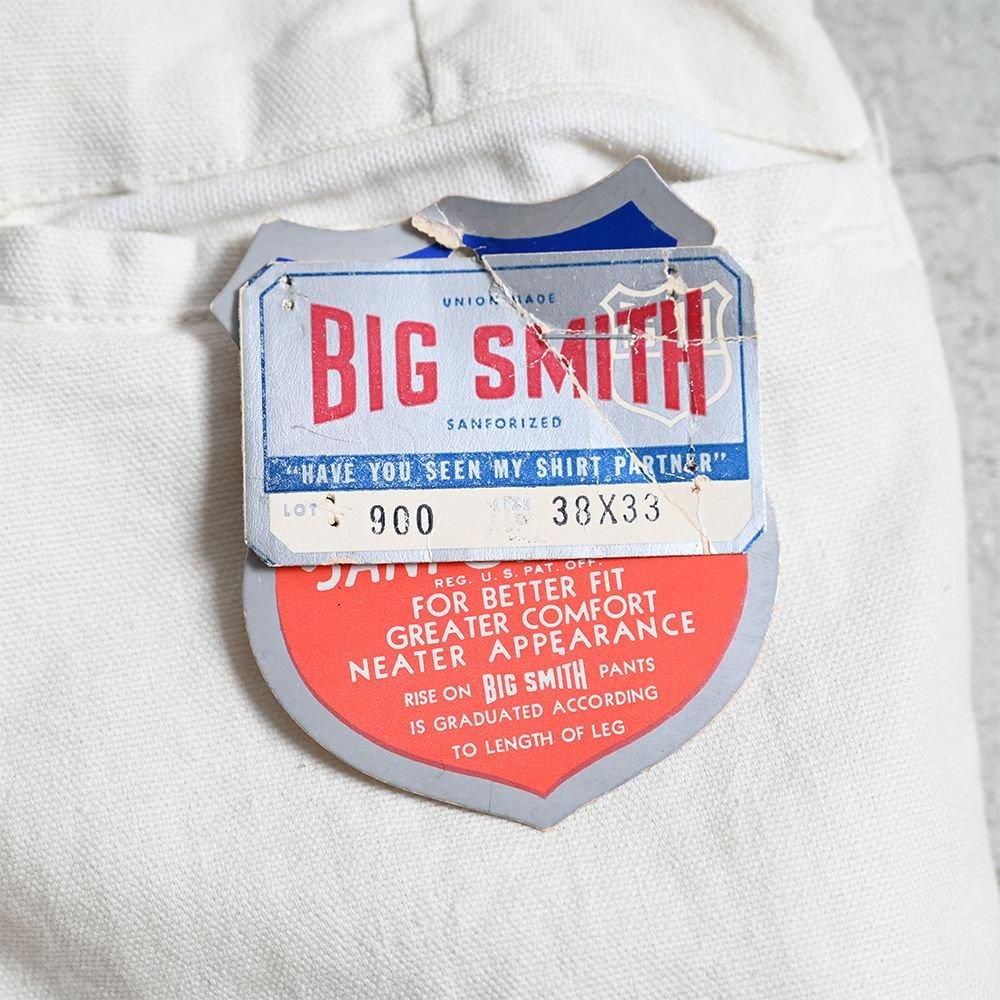 UNION MADE
BIG SMITH
SANFORIZED
"HAVE YOU SEEN MY SHIRT PARTNER"
LOT 900 SIZE 38X33
REG. U. S. PAT. OFF.
FOR BETTER FIT
GREATER COMFORT
NEATER APPEARANCE
RISE ON BIG SMITH PANTS
IS GRADUATED ACCORDING
TO LENGTH OF LEG